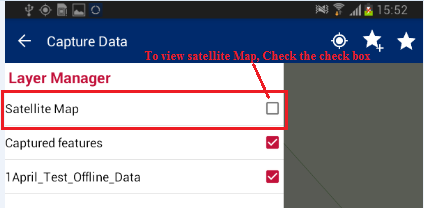 15:52
Capture Data
To view satellite Map, Check the check box
Layer Manager
Satellite Map
Captured features
1April_Test_Offline_Data